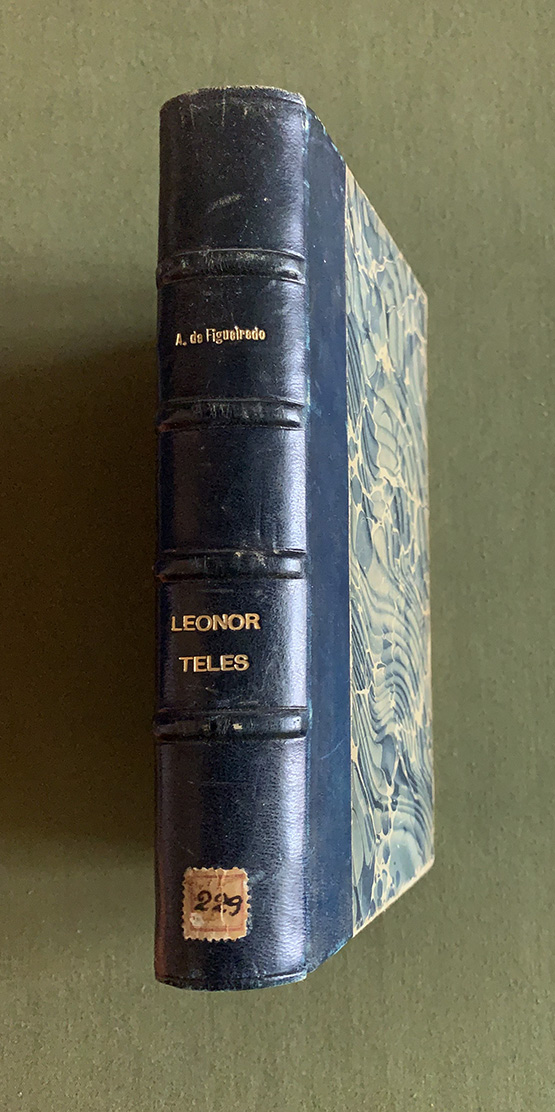 A. de Figueiredo
LEONOR
TELES
229